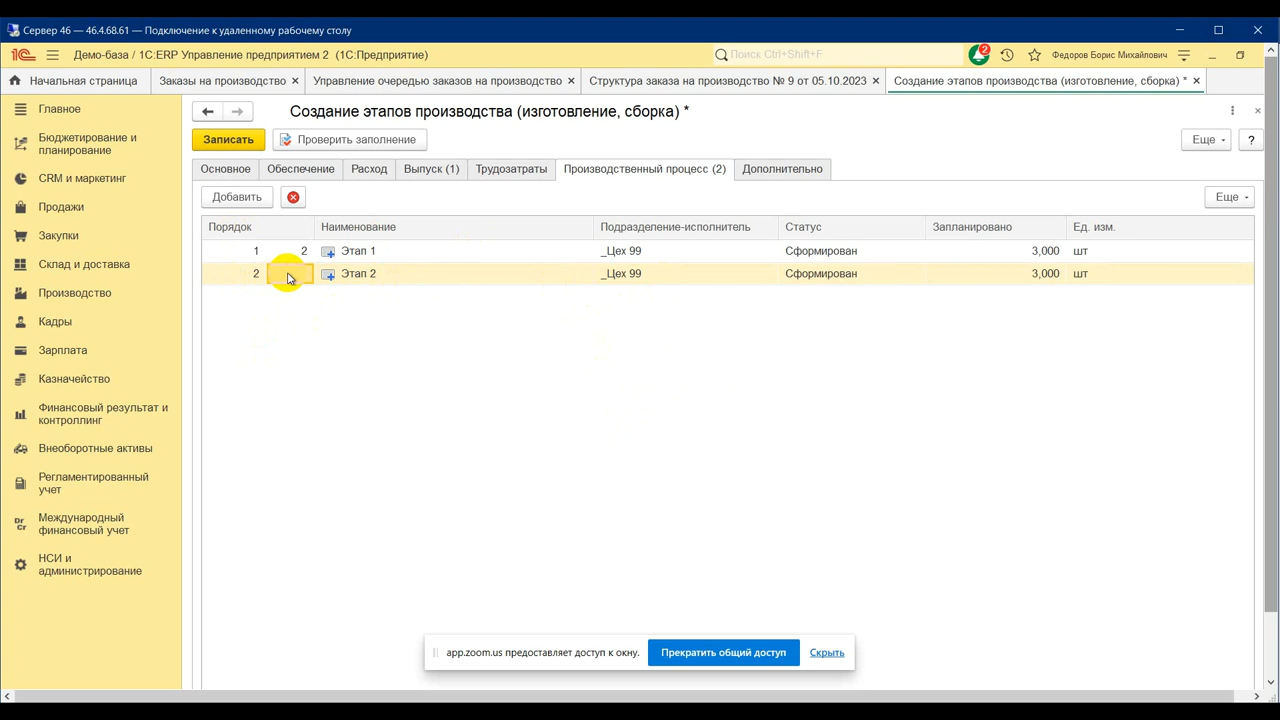 Сервер 46 — 46.4.68.61 — Подключение к удаленному рабочему столу
1С Демо-база / 1С:ERP Управление предприятием 2 (1С:Предприятие)
Поиск Ctrl+Shift+F
2
Федоров Борис Михайлович
Начальная страница
Заказы на производство ×
Управление очередью заказов на производство ×
Структура заказа на производство № 9 от 05.10.2023 ×
Создание этапов производства (изготовление, сборка) * ×
Главное
Бюджетирование и
планирование
CRM и маркетинг
Продажи
Закупки
Склад и доставка
Производство
Кадры
Зарплата
Казначейство
Финансовый результат и
контроллинг
Внеоборотные активы
Регламентированный
учет
Dr
Cr
Международный
финансовый учет
НСИ и
администрирование
Создание этапов производства (изготовление, сборка) *
Записать
Проверить заполнение
Еще
?
Основное
Обеспечение
Расход
Выпуск (1)
Трудозатраты
Производственный процесс (2)
Дополнительно
Добавить
Еще
Порядок Наименование Подразделение-исполнитель Статус Запланировано Ед. изм.
1 2 Этап 1 _Цех 99 Сформирован 3,000 шт
2 Этап 2 _Цех 99 Сформирован 3,000 шт
app.zoom.us предоставляет доступ к окну.
Прекратить общий доступ
Скрыть